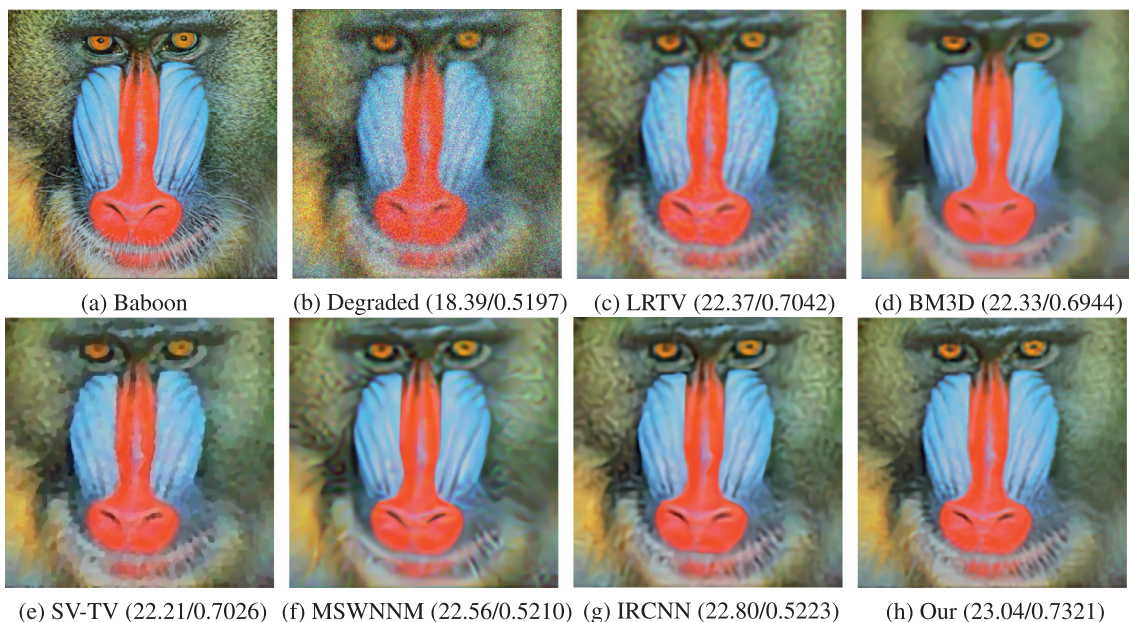 (a) Baboon
(b) Degraded (18.39/0.5197)
(c) LRTV (22.37/0.7042)
(d) BM3D (22.33/0.6944)
(e) SV-TV (22.21/0.7026)
(f) MSWNNM (22.56/0.5210)
(g) IRCNN (22.80/0.5223)
(h) Our (23.04/0.7321)